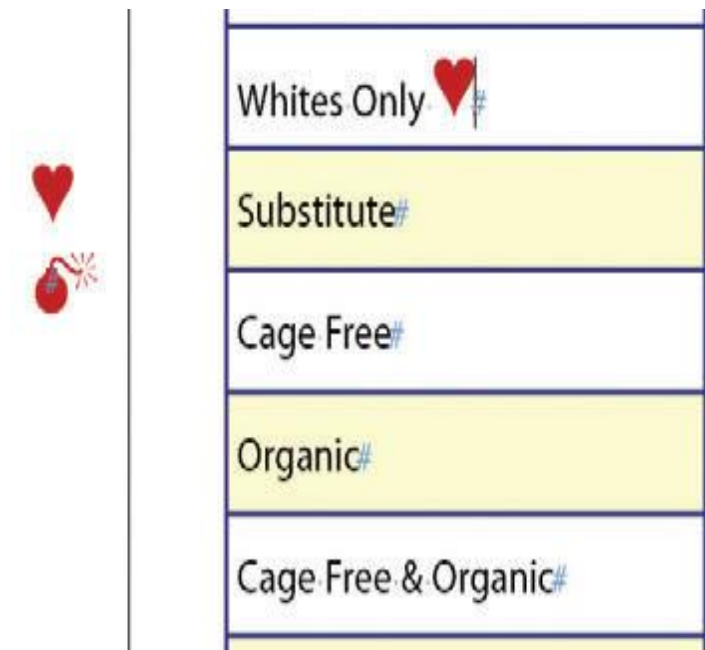 Whites Only ♥#
Substitute#
Cage Free#
Organic#
Cage Free & Organic#
#